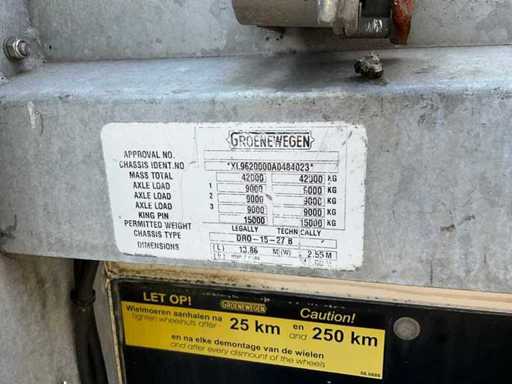 GROENEWEGEN
APPROVAL NO.
CHASSIS IDENT.NO *XL9620000A0484023*
MASS TOTAL 42000 42000 KG
AXLE LOAD 1 9000 9000 KG
AXLE LOAD 2 9000 9000 KG
AXLE LOAD 3 9000 9000 KG
KING PIN 15000 15000 KG
PERMITTED WEIGHT LEGALLY TECHNICALLY
CHASSIS TYPE DRO-15-27 B
DIMENSIONS (L) 13.86 M(W) 2.55M
LET OP! GROENEWEGEN Caution!
Wielmoeren aanhalen na 25 km en 250 km
tighten wheelnuts after and
en na elke demontage van de wielen
and after every dismount of the wheels